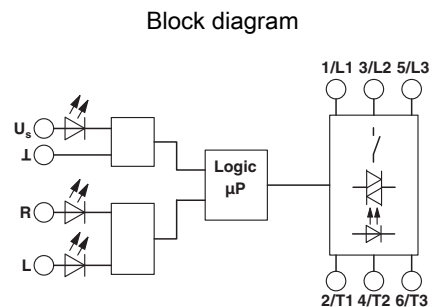 Block diagram
1/L1 3/L2 5/L3
Us
⊥
R
L
Logic
µP
2/T1 4/T2 6/T3